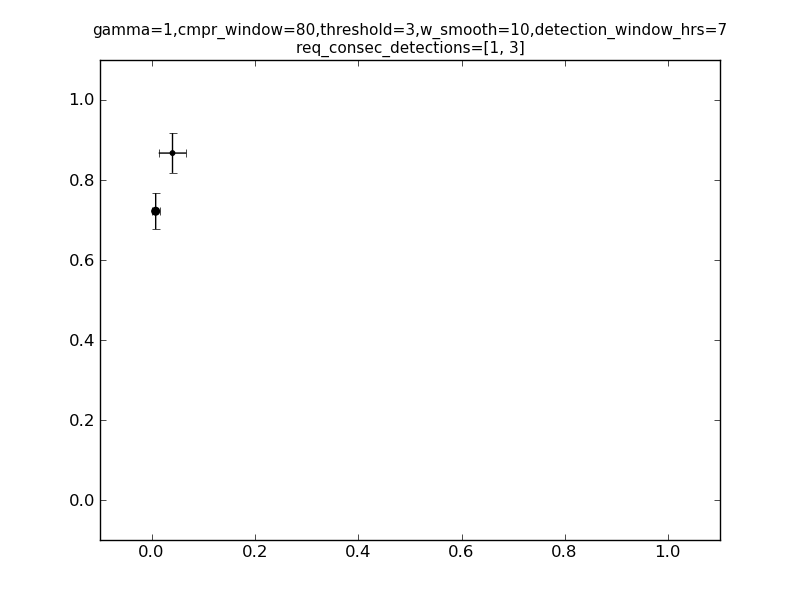 gamma=1,cmpr_window=80,threshold=3,w_smooth=10,detection_window_hrs=7
req_consec_detections=[1, 3]
1.0
0.8
0.6
0.4
0.2
0.0
0.0 0.2 0.4 0.6 0.8 1.0